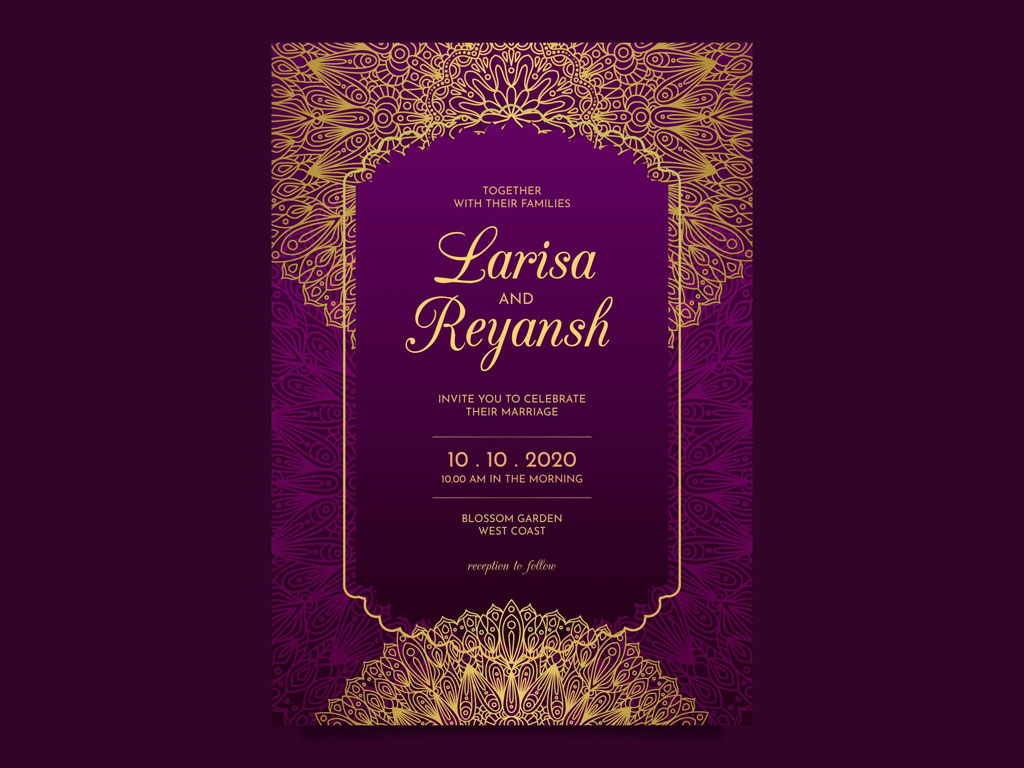 TOGETHER
WITH THEIR FAMILIES
Larisa
AND
Reyansh
INVITE YOU TO CELEBRATE
THEIR MARRIAGE
10 . 10 . 2020
10.00 AM IN THE MORNING
BLOSSOM GARDEN
WEST COAST
reception to follow